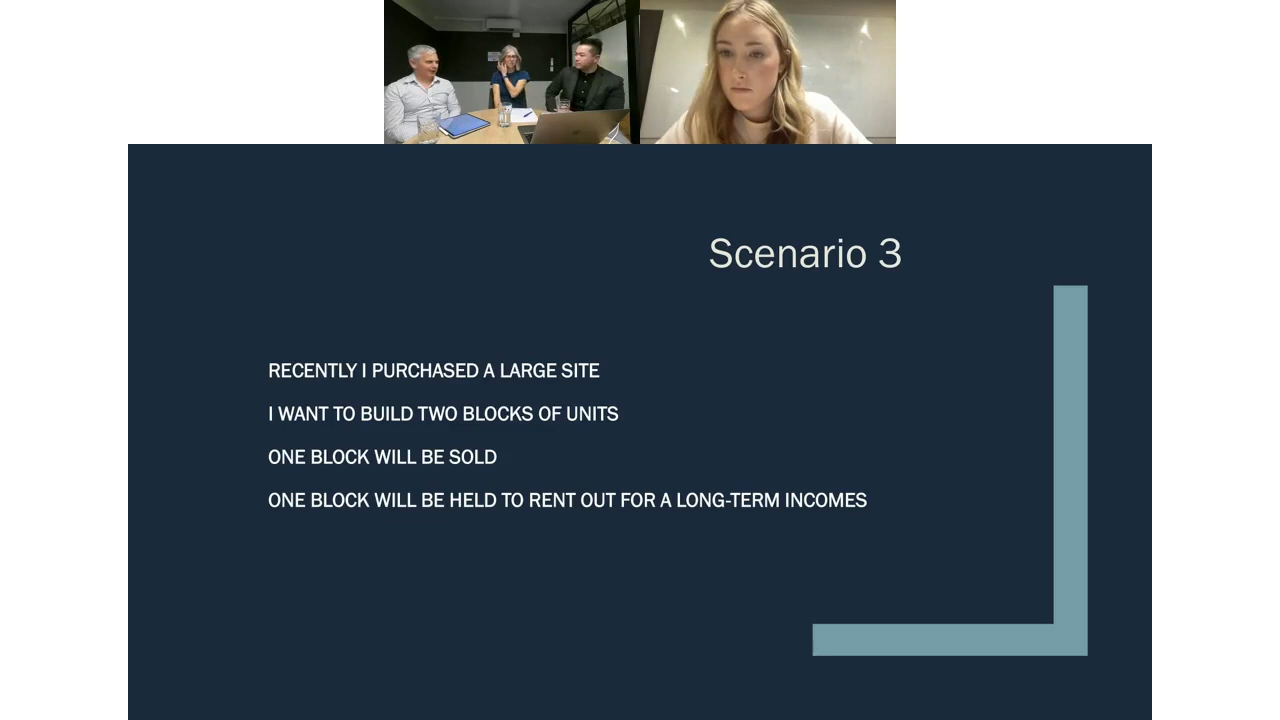 Scenario 3
RECENTLY I PURCHASED A LARGE SITE
I WANT TO BUILD TWO BLOCKS OF UNITS
ONE BLOCK WILL BE SOLD
ONE BLOCK WILL BE HELD TO RENT OUT FOR A LONG-TERM INCOMES